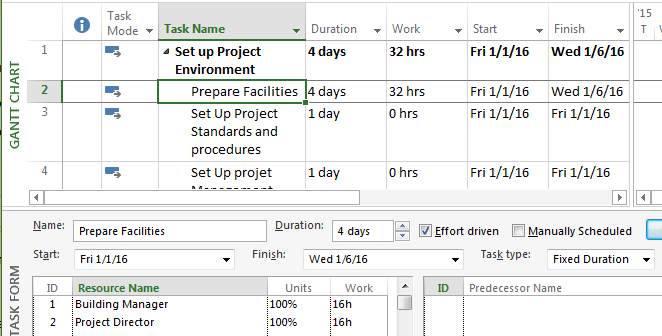 '15
Task Mode Task Name Duration Work Start Finish T
1 Set up Project Environment 4 days 32 hrs Fri 1/1/16 Wed 1/6/16
2 Prepare Facilities 4 days 32 hrs Fri 1/1/16 Wed 1/6/16
3 Set Up Project Standards and procedures 1 day 0 hrs Fri 1/1/16 Fri 1/1/16
4 Set Up projet Management 1 day 0 hrs Fri 1/1/16 Fri 1/1/16
GANTT CHART
Name: Prepare Facilities Duration: 4 days Effort driven Manually Scheduled
Start: Fri 1/1/16 Finish: Wed 1/6/16 Task type: Fixed Duration
ID Resource Name Units Work ID Predecessor Name
1 Building Manager 100% 16h
2 Project Director 100% 16h
TASK FORM